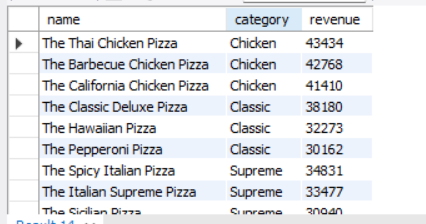 name category revenue
The Thai Chicken Pizza Chicken 43434
The Barbecue Chicken Pizza Chicken 42768
The California Chicken Pizza Chicken 41410
The Classic Deluxe Pizza Classic 38180
The Hawaiian Pizza Classic 32273
The Pepperoni Pizza Classic 30162
The Spicy Italian Pizza Supreme 34831
The Italian Supreme Pizza Supreme 33477
The Sicilian Pizza Supreme 30940